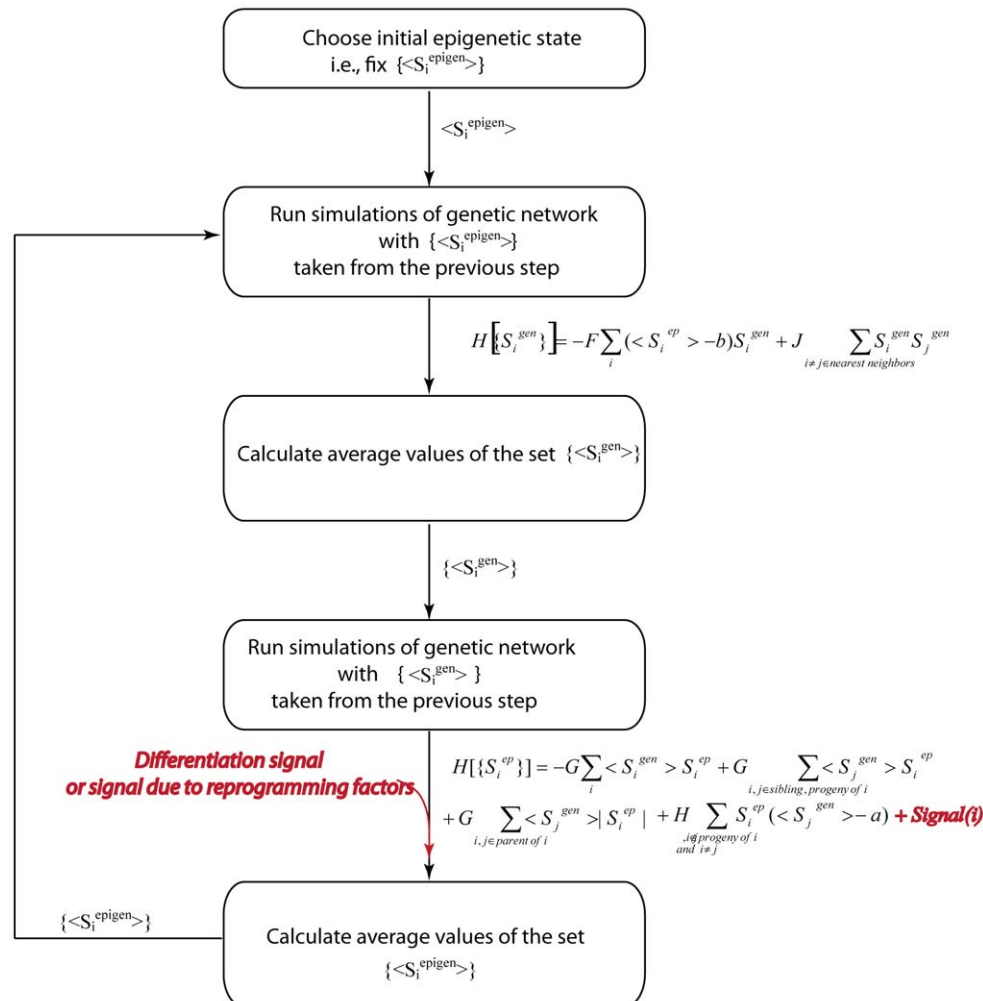 Choose initial epigenetic state
i.e., fix {<S_i^epigen>}
<S_i^epigen>
Run simulations of genetic network
with {<S_i^epigen>}
taken from the previous step
H[{S_i^gen}] = -F∑_i(<S_i^ep> -b)S_i^gen + J ∑_{i≠j∈nearest neighbors} S_i^gen S_j^gen
Calculate average values of the set {<S_i^gen>}
{<S_i^gen>}
Run simulations of genetic network
with {<S_i^gen>}
taken from the previous step
Differentiation signal
or signal due to reprogramming factors
H[{S_i^ep}] = -G∑_i <S_i^gen> S_i^ep + G ∑_{i,j∈sibling,progeny of i} <S_j^gen> S_i^ep
+ G ∑_{i,j∈parent of i} <S_j^gen>| S_i^ep | + H ∑_{progeny of i and i≠j} S_i^ep (<S_j^gen> - a) + Signal(i)
{<S_i^epigen>}
Calculate average values of the set
{<S_i^epigen>}